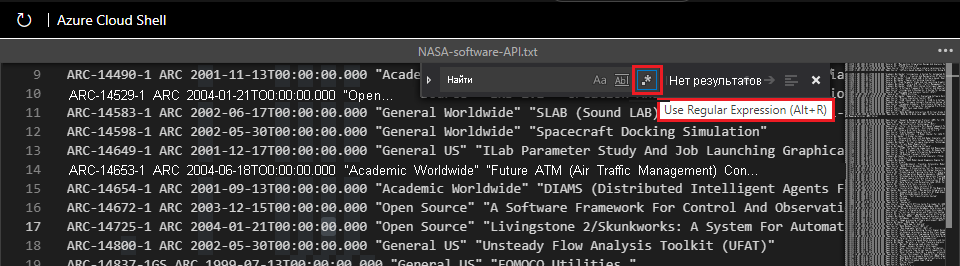 Azure Cloud Shell
NASA-software-API.txt
9 ARC-14490-1 ARC 2001-11-13T00:00:00.000 "Acade
Найти Aa Abl .* Нет результатов
10 ARC-14529-1 ARC 2004-01-21TO0:00:00.000 "Open...
Use Regular Expression (Alt+R)
11 ARC-14583-1 ARC 2002-06-17T00:00:00.000 "General Worldwide" "SLAB (Sound LAB)
12 ARC-14598-1 ARC 2002-05-30T00:00:00.000 "General Worldwide" "Spacecraft Docking Simulation"
13 ARC-14649-1 ARC 2001-12-17T00:00:00.000 "General US" "ILab Parameter Study And Job Launching Graphica
14 ARC-14653-1 ARC 2004-06-18TO0:00:00.000 "Academic Worldwide" "Future ATM (Air Traffic Management) Con...
15 ARC-14654-1 ARC 2001-09-13T00:00:00.000 "Academic Worldwide" "DIAMS (Distributed Intelligent Agents F
16 ARC-14672-1 ARC 2003-12-15T00:00:00.000 "Open Source" "A Software Framework For Control And Observati
17 ARC-14725-1 ARC 2004-01-21T00:00:00.000 "Open Source" "Livingstone 2/Skunkworks: A System For Automat
18 ARC-14800-1 ARC 2002-05-30T00:00:00.000 "General US" "Unsteady Flow Analysis Toolkit (UFAT)"
19 ARC-14837-1GS ARC 1999-07-13T00:00:00.000 "General US" "FOMOCO Utilities